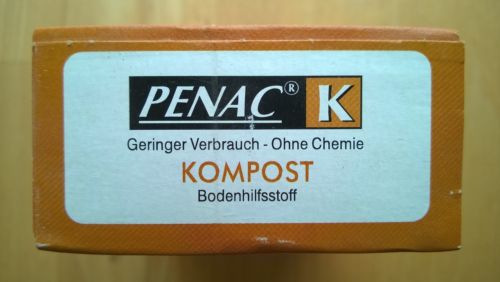 PENAC® K
Geringer Verbrauch - Ohne Chemie
KOMPOST
Bodenhilfsstoff